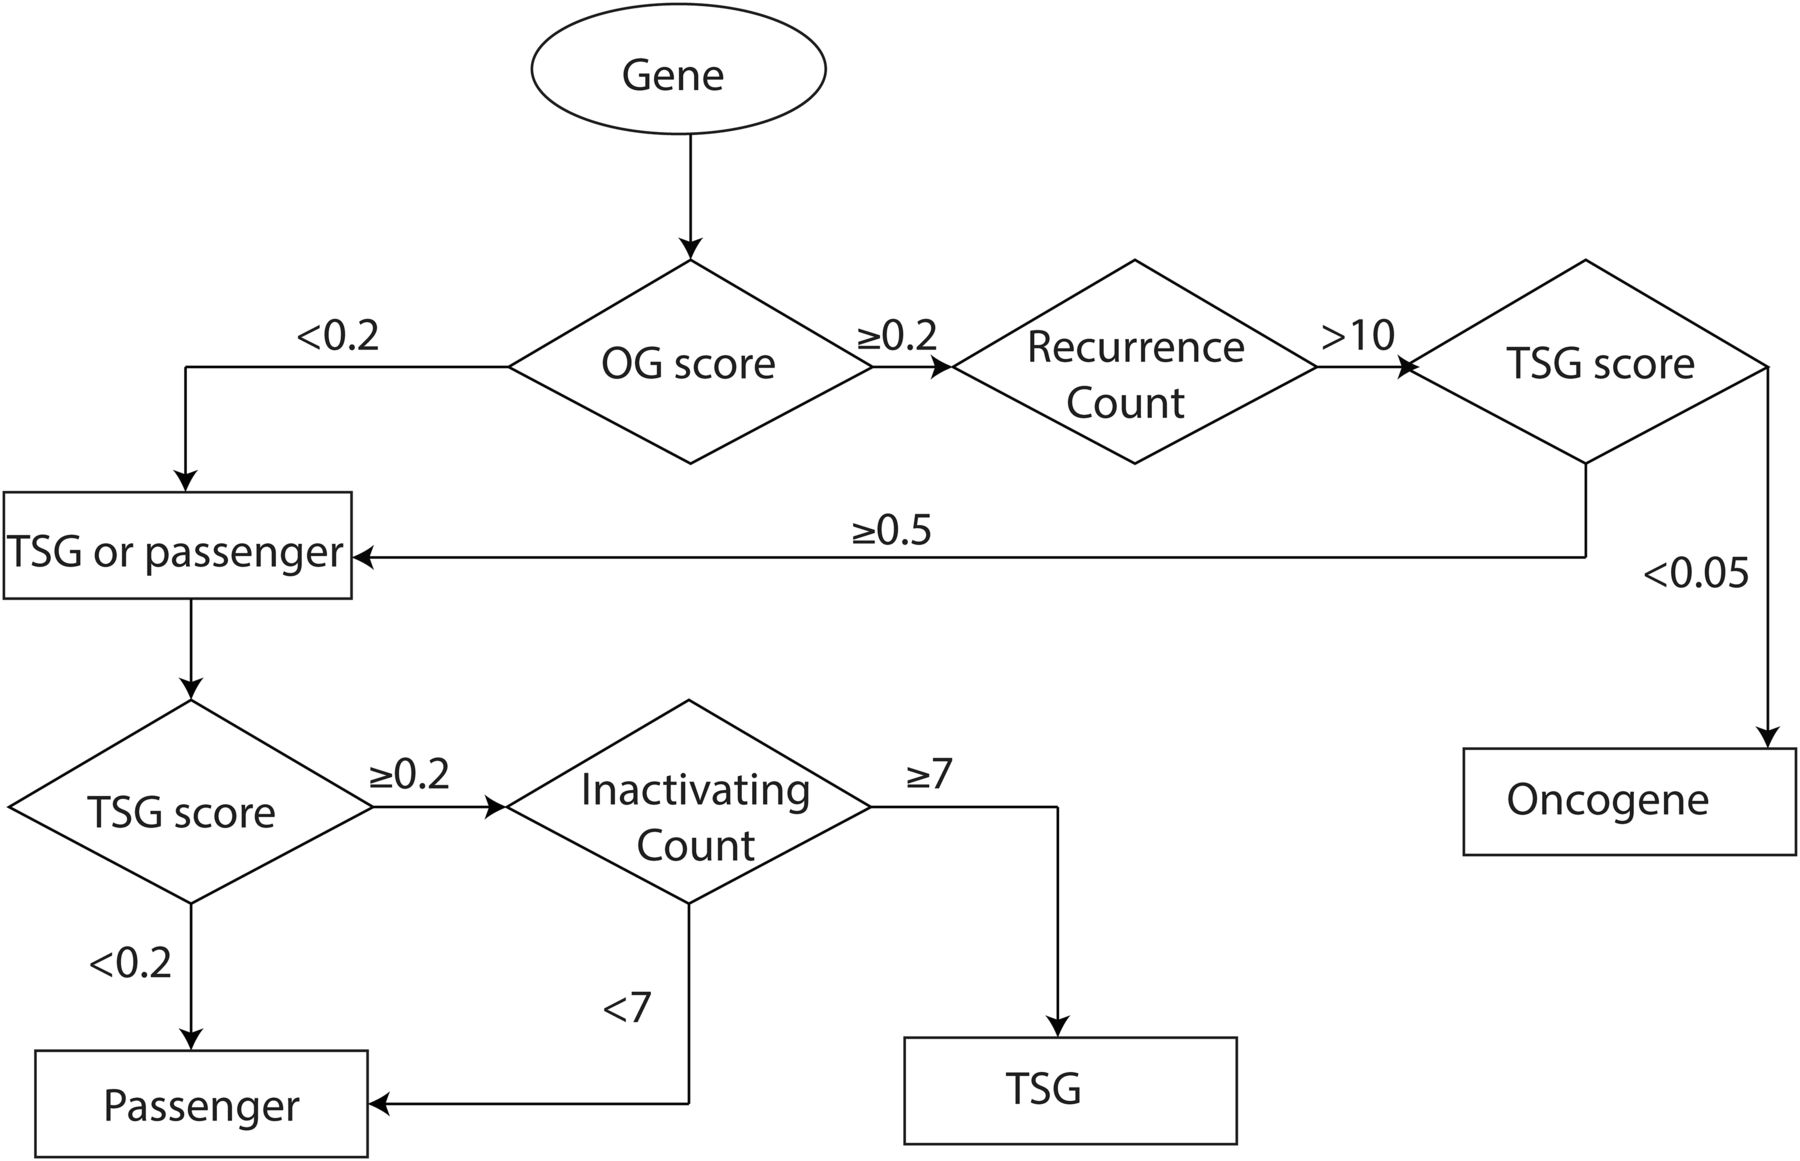 Gene
<0.2
OG score
≥0.2
Recurrence
Count
>10
TSG score
TSG or passenger
≥0.5
<0.05
TSG score
≥0.2
Inactivating
Count
≥7
Oncogene
<0.2
<7
Passenger
TSG